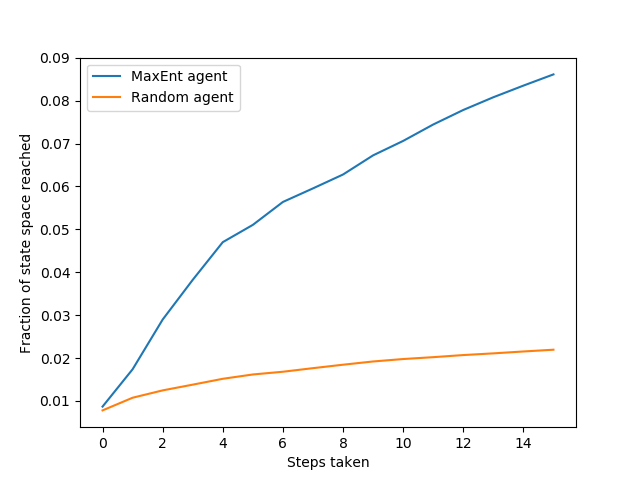 MaxEnt agent
Random agent
Fraction of state space reached
0.09
0.08
0.07
0.06
0.05
0.04
0.03
0.02
0.01
0 2 4 6 8 10 12 14
Steps taken